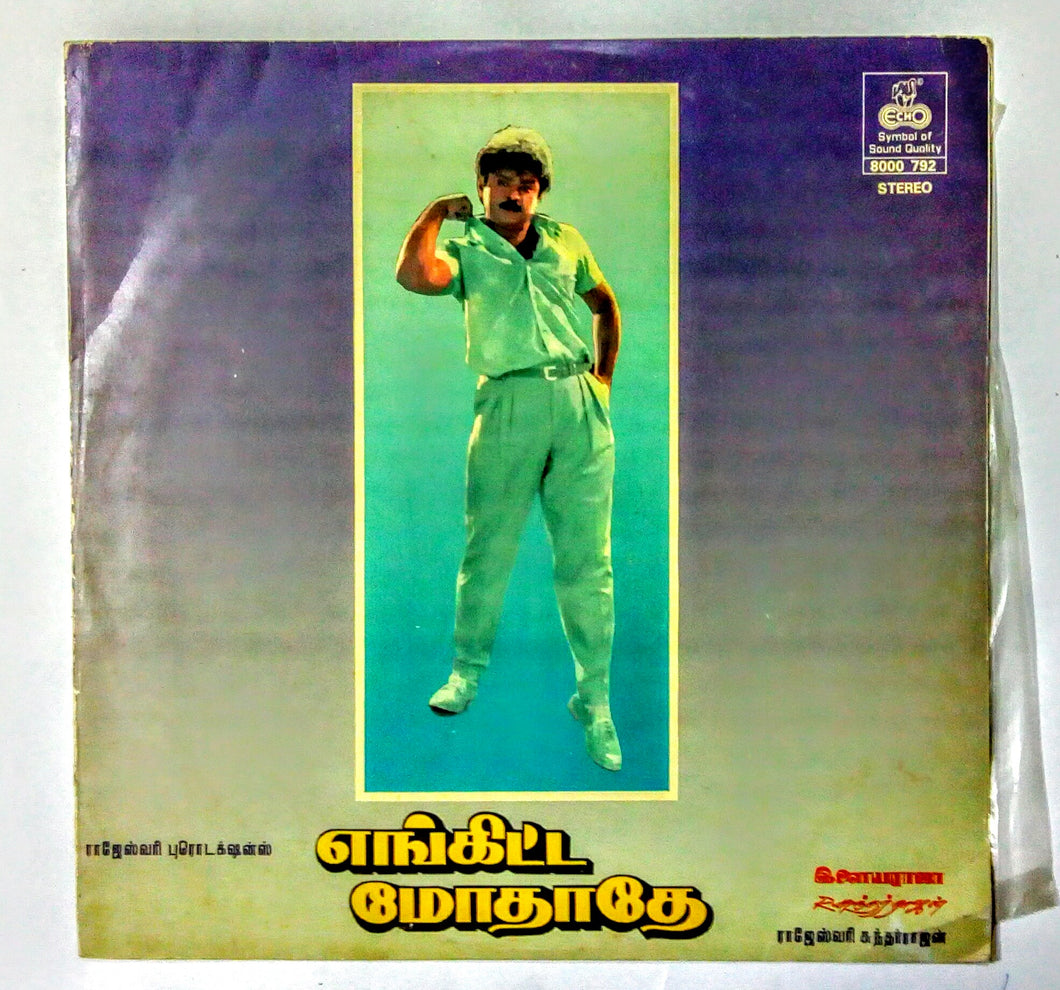 ECHO
Symbol of
Sound Quality
8000 792
STEREO
ராஜேஸ்வரி புரொடக்ஷன்ஸ்
எங்கிட்ட
மோதாதே
இளையராஜா
ராஜேஸ்வரி சுந்தர்ராஜன்